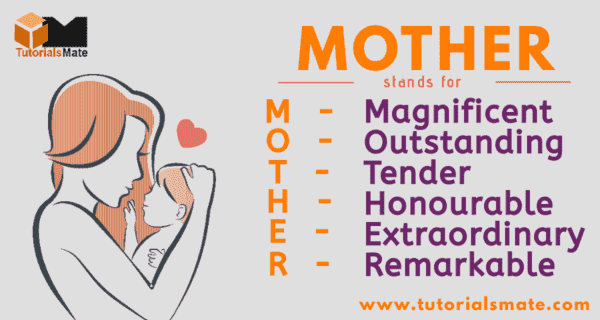 TutorialsMate
MOTHER
stands for
M - Magnificent
O - Outstanding
T - Tender
H - Honourable
E - Extraordinary
R - Remarkable
www.tutorialsmate.com